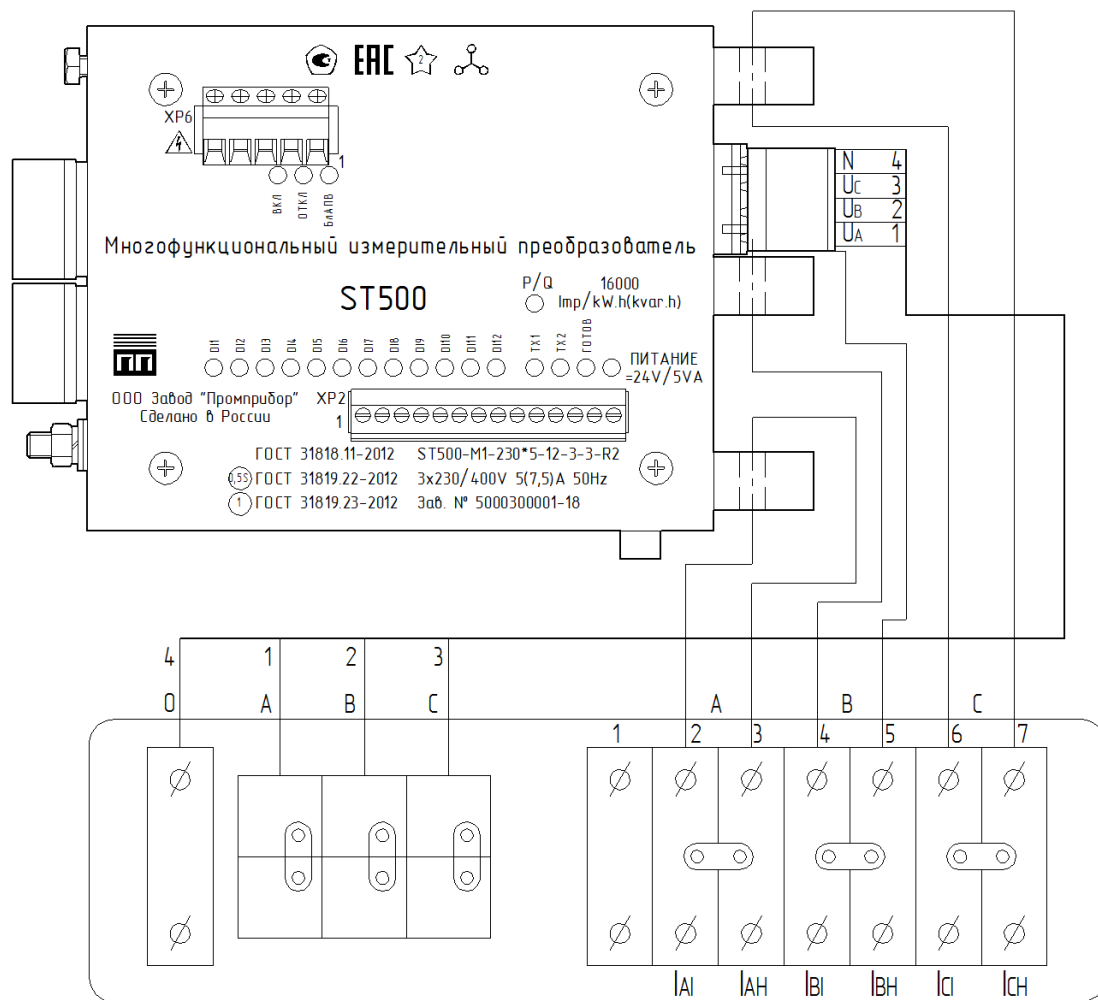 EAC 2
XP6
1
ВКЛ
ОТКЛ
БлАПВ
N 4
UC 3
UB 2
UA 1
Многофункциональный измерительный преобразователь
ST500
P/Q 16000
Imp/kW.h(kvar.h)
DI1 DI2 DI3 DI4 DI5 DI6 DI7 DI8 DI9 DI10 DI11 DI12 TX1 TX2 ГОТОВ
ПИТАНИЕ
=24V/5VA
ООО Завод "Промприбор"
Сделано в России
XP2
1
ГОСТ 31818.11-2012 ST500-M1-230*5-12-3-3-R2
0,5S ГОСТ 31819.22-2012 3x230/400V 5(7,5)A 50Hz
1 ГОСТ 31819.23-2012 Зав. № 5000300001-18
4 1 2 3
0 A B C A B C
1 2 3 4 5 6 7
IAI IAH IBI IBH ICI ICH